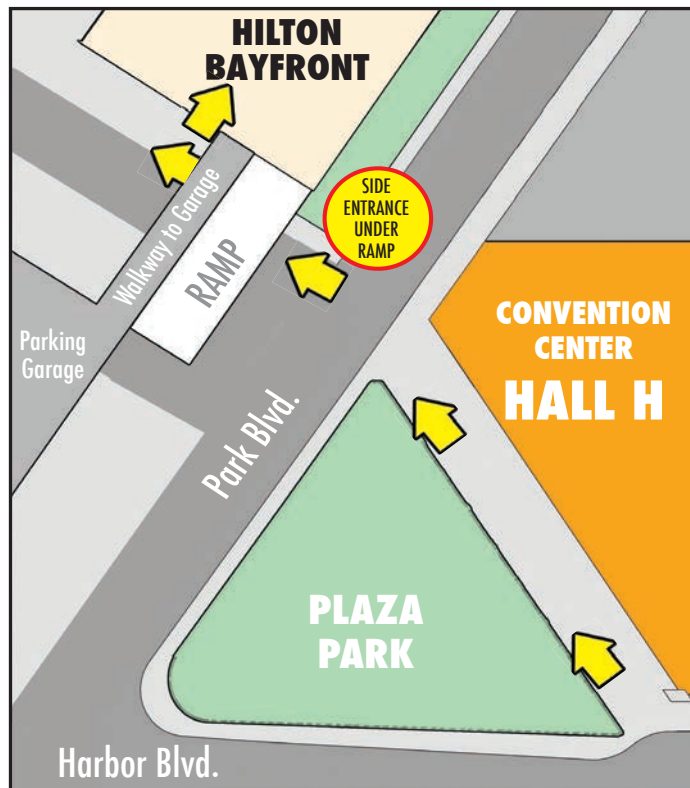 HILTON
BAYFRONT
SIDE
ENTRANCE
UNDER
RAMP
Walkway to Garage
RAMP
Parking
Garage
CONVENTION
CENTER
HALL H
Park Blvd.
PLAZA
PARK
Harbor Blvd.